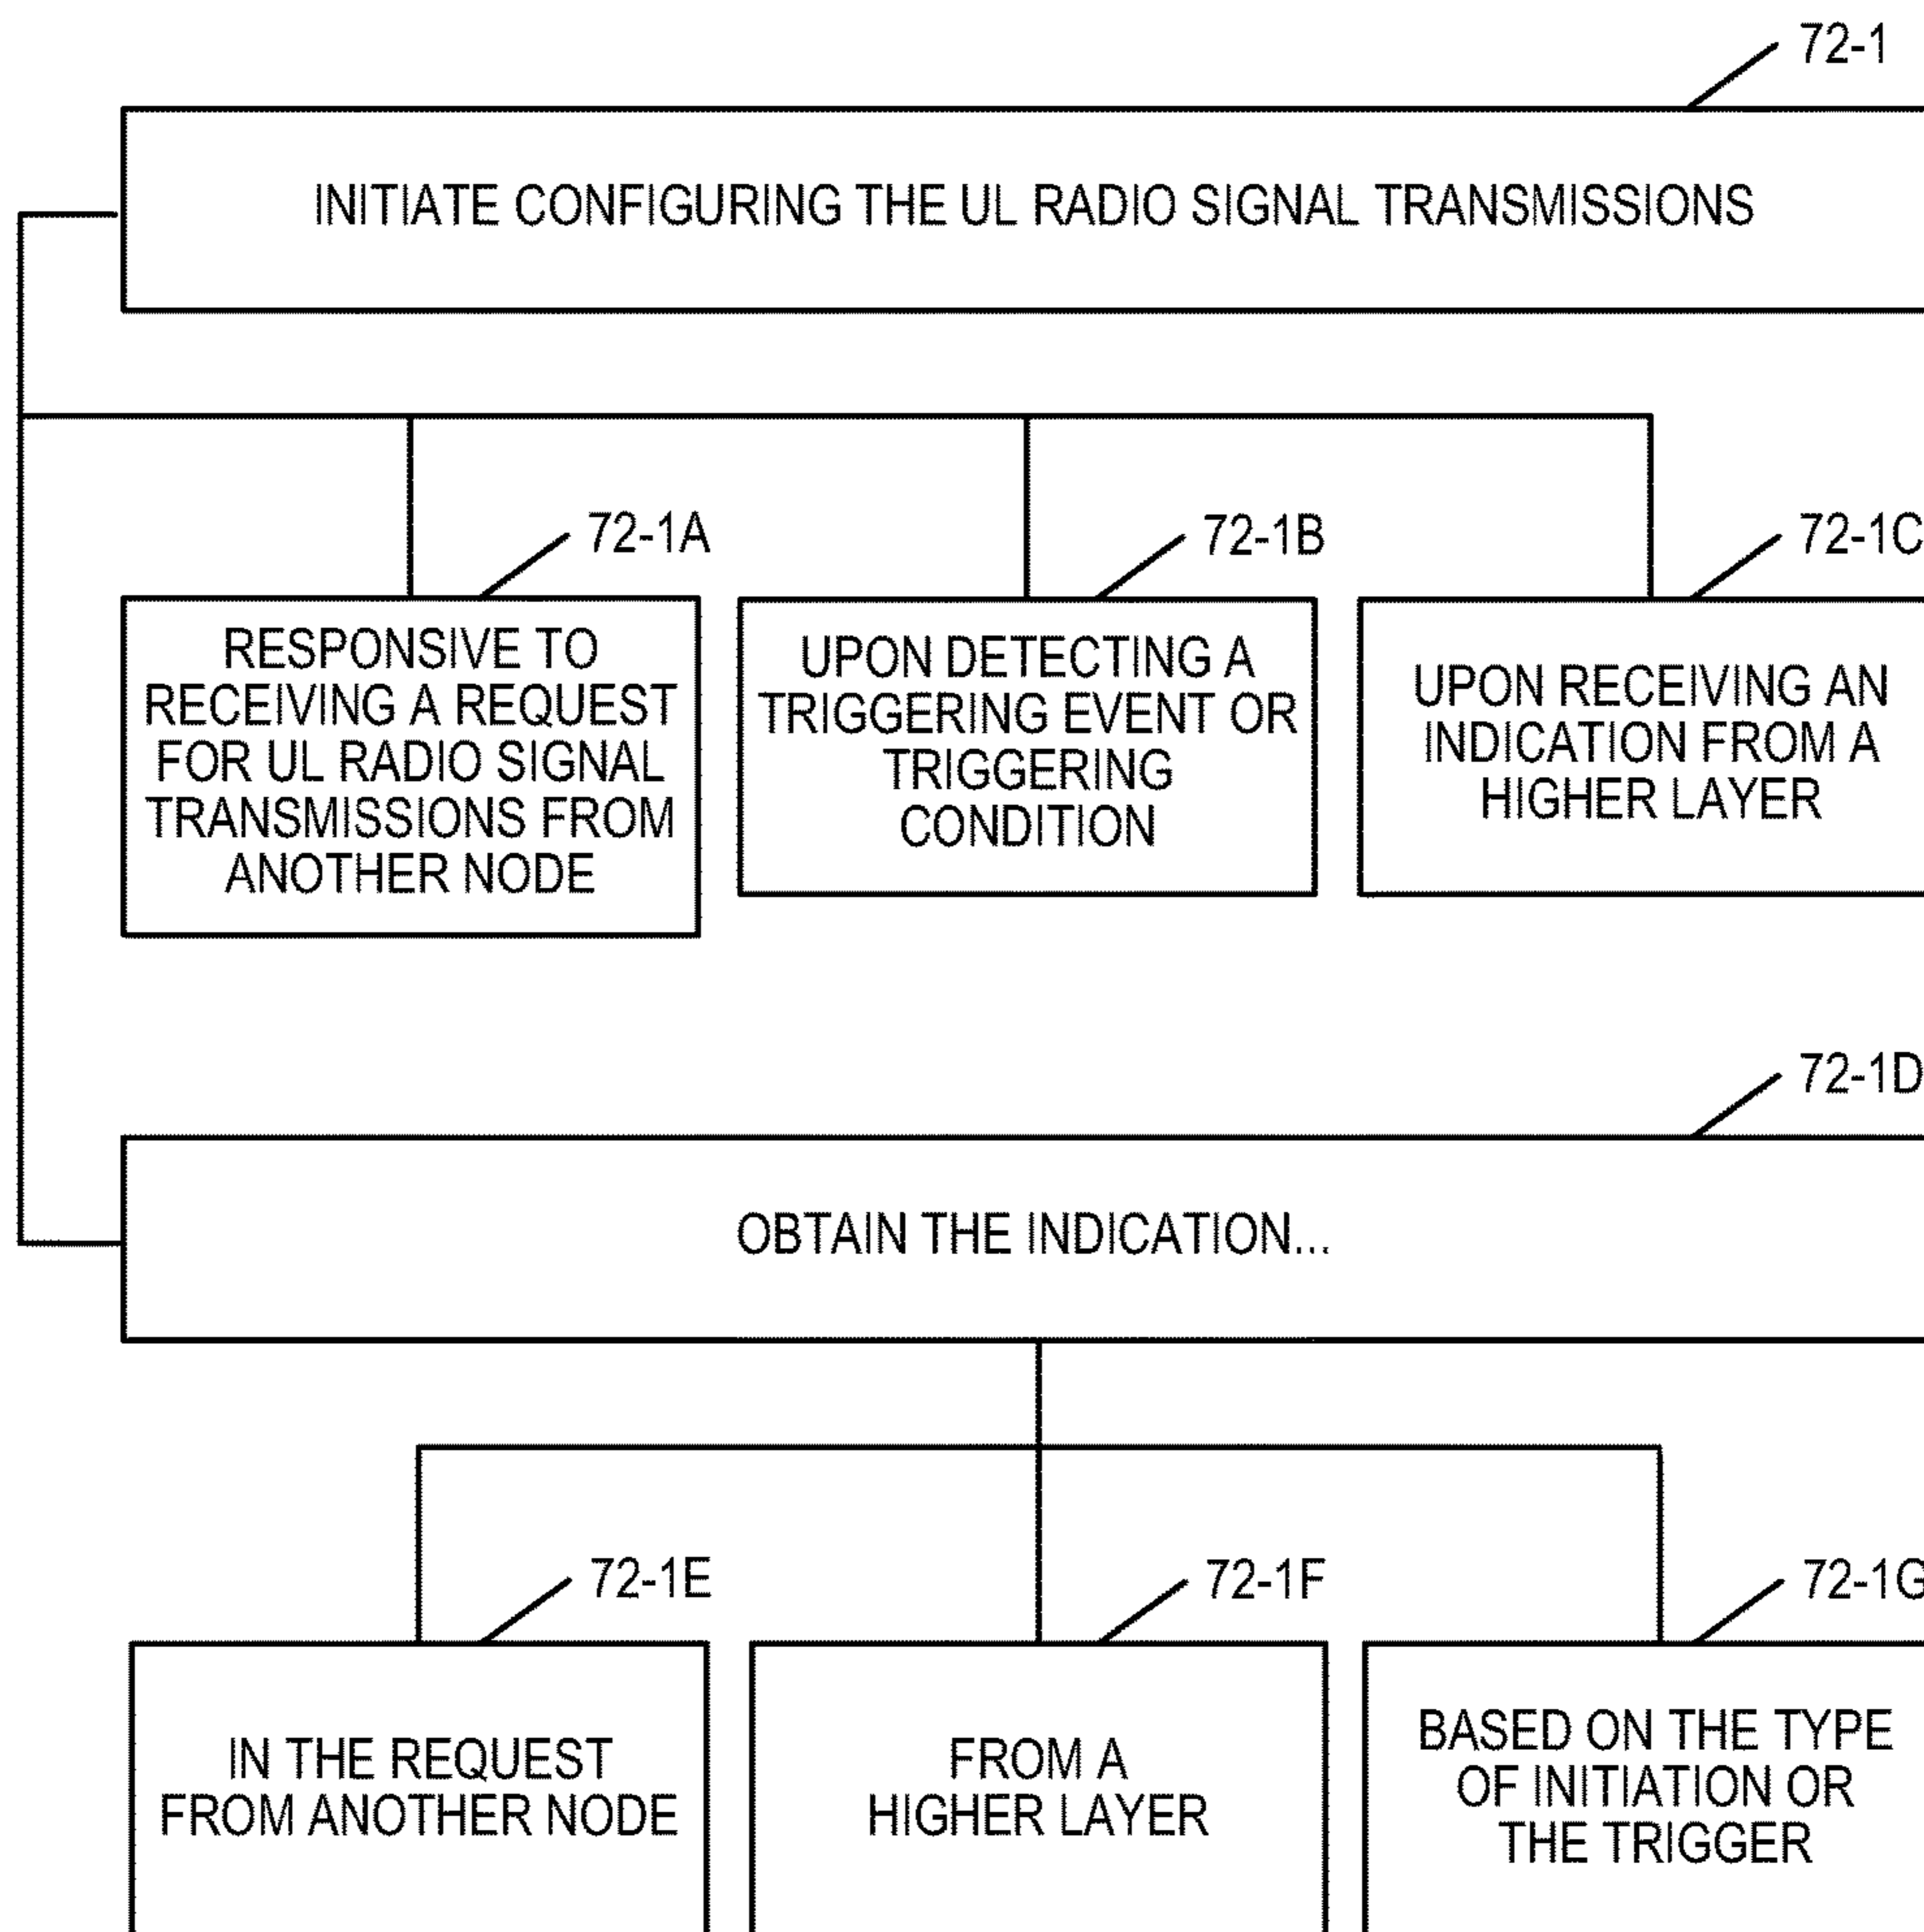 72-1
INITIATE CONFIGURING THE UL RADIO SIGNAL TRANSMISSIONS
72-1A
72-1B
72-1C
RESPONSIVE TO
RECEIVING A REQUEST
FOR UL RADIO SIGNAL
TRANSMISSIONS FROM
ANOTHER NODE
UPON DETECTING A
TRIGGERING EVENT OR
TRIGGERING
CONDITION
UPON RECEIVING AN
INDICATION FROM A
HIGHER LAYER
72-1D
OBTAIN THE INDICATION...
72-1E
72-1F
72-1G
IN THE REQUEST
FROM ANOTHER NODE
FROM A
HIGHER LAYER
BASED ON THE TYPE
OF INITIATION OR
THE TRIGGER